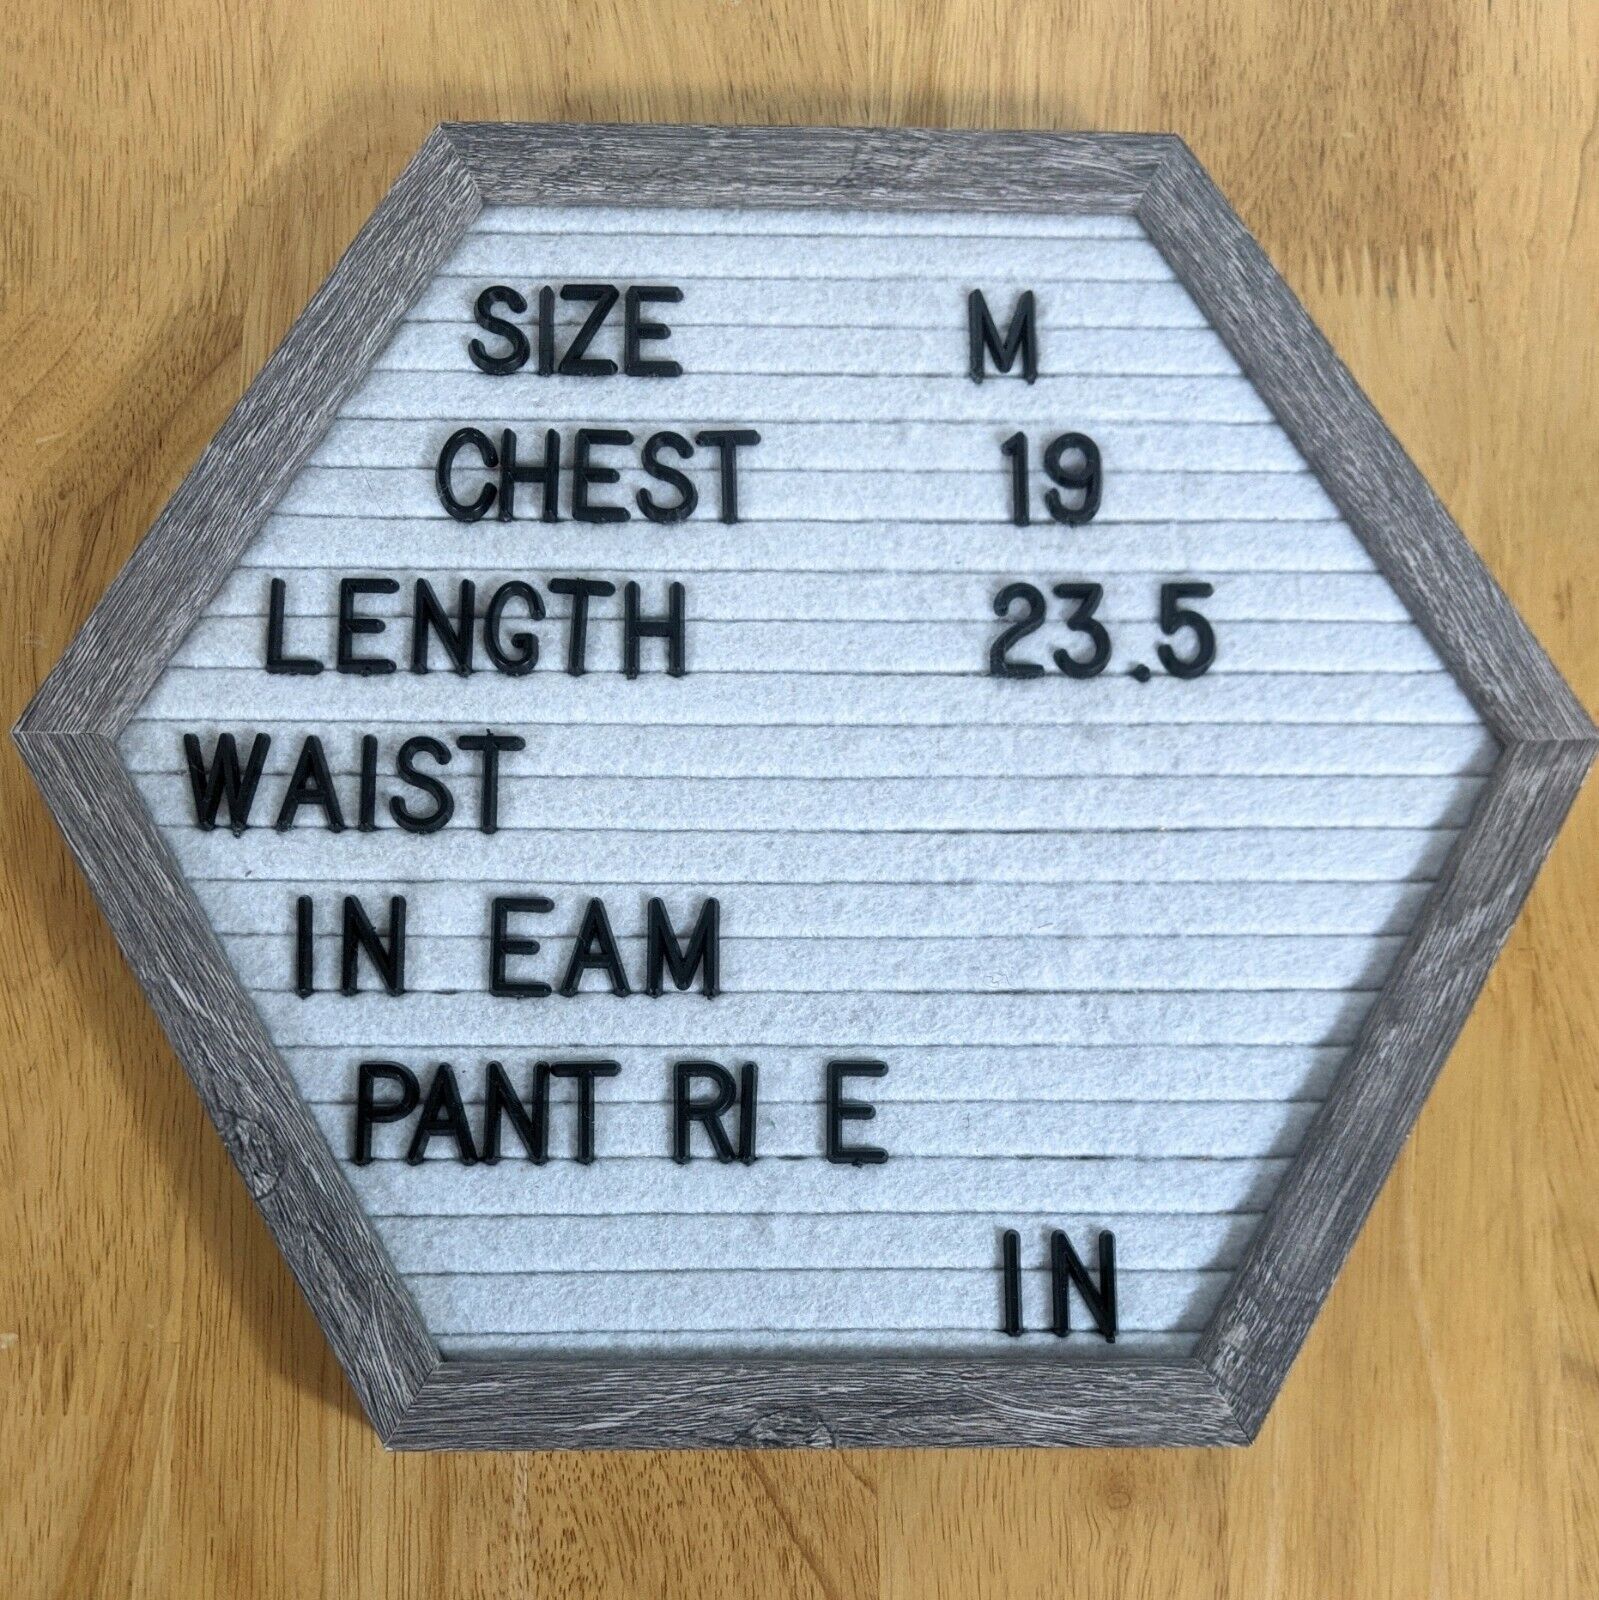 SIZE M
CHEST 19
LENGTH 23.5
WAIST
IN EAM
PANT RI E
IN